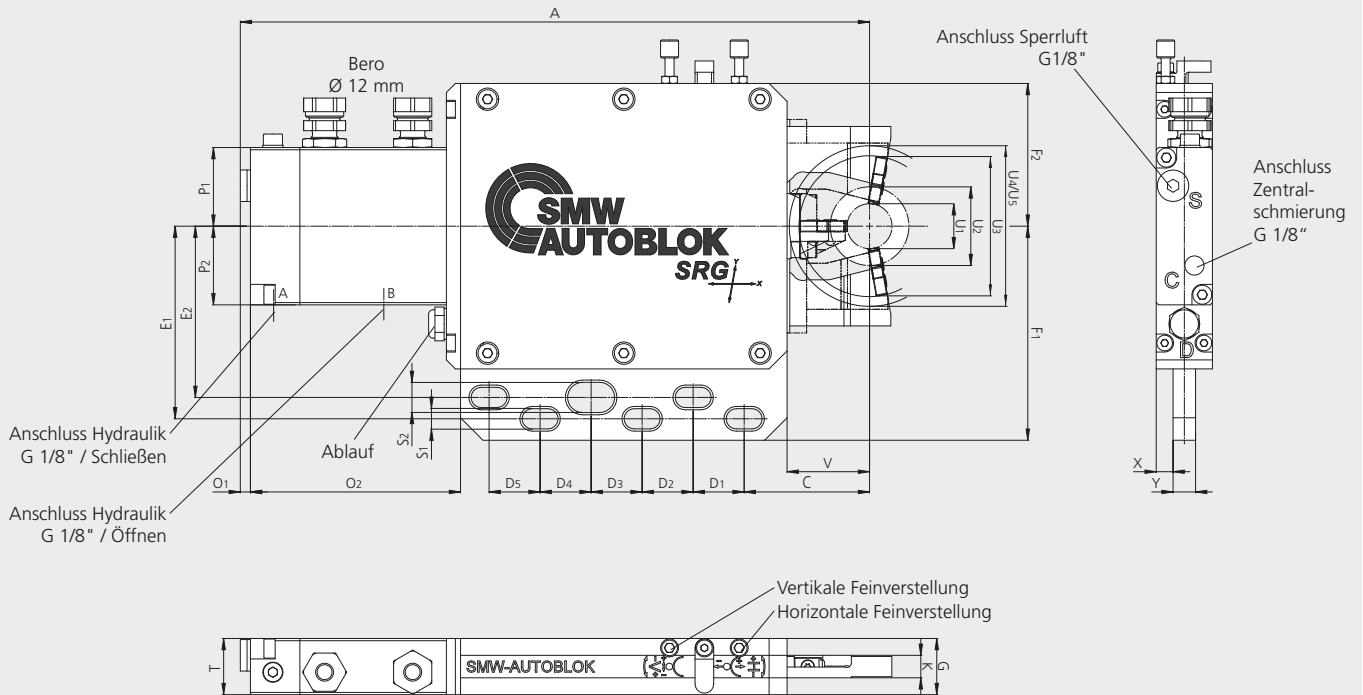 A
Bero
Ø 12 mm
Anschluss Sperrluft
G1/8"
Anschluss
Zentral-
schmierung
G 1/8“
P1
P2
E1
E2
A
B
SMW
AUTOBLOK
SRG
Y
X
F2
F1
U1
U2
U3
U4/U5
S
C
D
Anschluss Hydraulik
G 1/8" / Schließen
Ablauf
S2
S1
Anschluss Hydraulik
G 1/8" / Öffnen
O1
O2
D5
D4
D3
D2
D1
C
V
X
Y
Vertikale Feinverstellung
Horizontale Feinverstellung
T
SMW-AUTOBLOK
-V+
-H+
K
G